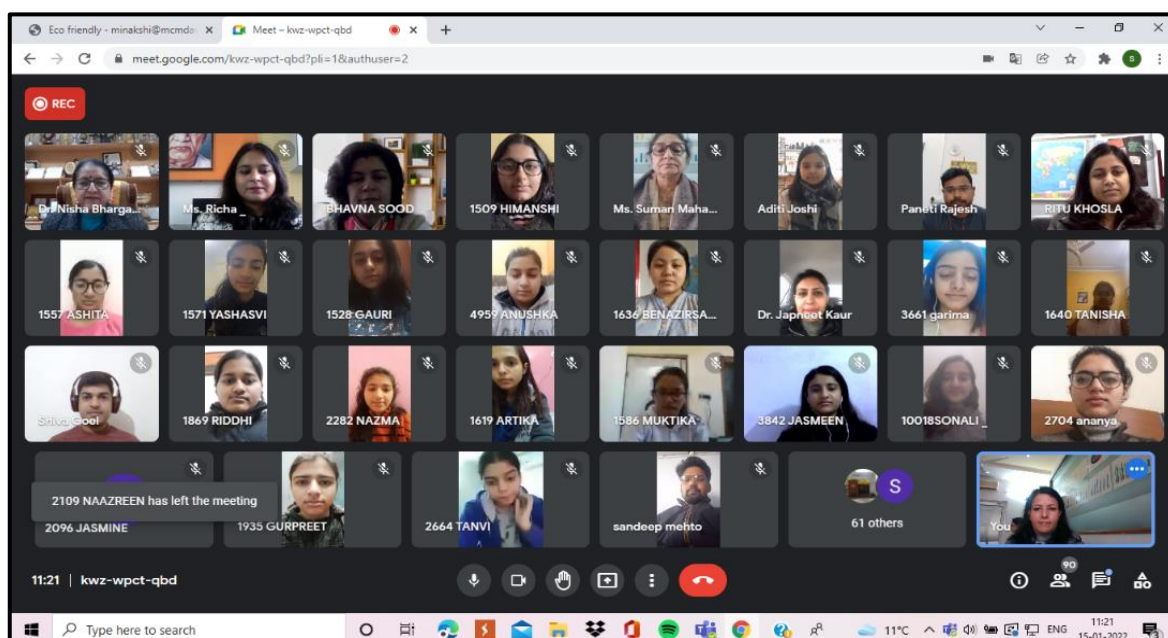 Eco friendly - minakshi@mcmda
Meet – kwz-wpct-qbd
meet.google.com/kwz-wpct-qbd?pli=1&authuser=2
REC
Dr. Nisha Bharga...
Ms. Richa _
BHAVNA SOOD
1509 HIMANSHI
Ms. Suman Maha...
Aditi Joshi
Paneti Rajesh
RITU KHOSLA
1557 ASHITA
1571 YASHASVI
1528 GAURI
4959 ANUSHKA
1636 BENAZIRSA...
Dr. Japneet Kaur
3661 garima
1640 TANISHA
Shiva Goel
1869 RIDDHI
2282 NAZMA
1619 ARTIKA
1586 MUKTIKA
3842 JASMEEN
10018SONALI _
2704 ananya
2109 NAAZREEN has left the meeting
2096 JASMINE
1935 GURPREET
2664 TANVI
sandeep mehto
S
61 others
You
11:21 | kwz-wpct-qbd
90
Type here to search
11°C
ENG
11:21
15-01-2022